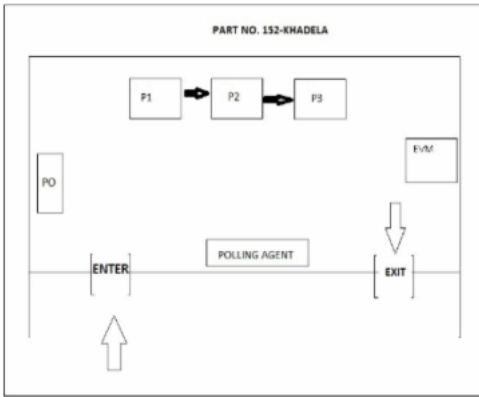 PART NO. 152-KHADELA
P1
P2
P3
EVM
PO
POLLING AGENT
ENTER
EXIT